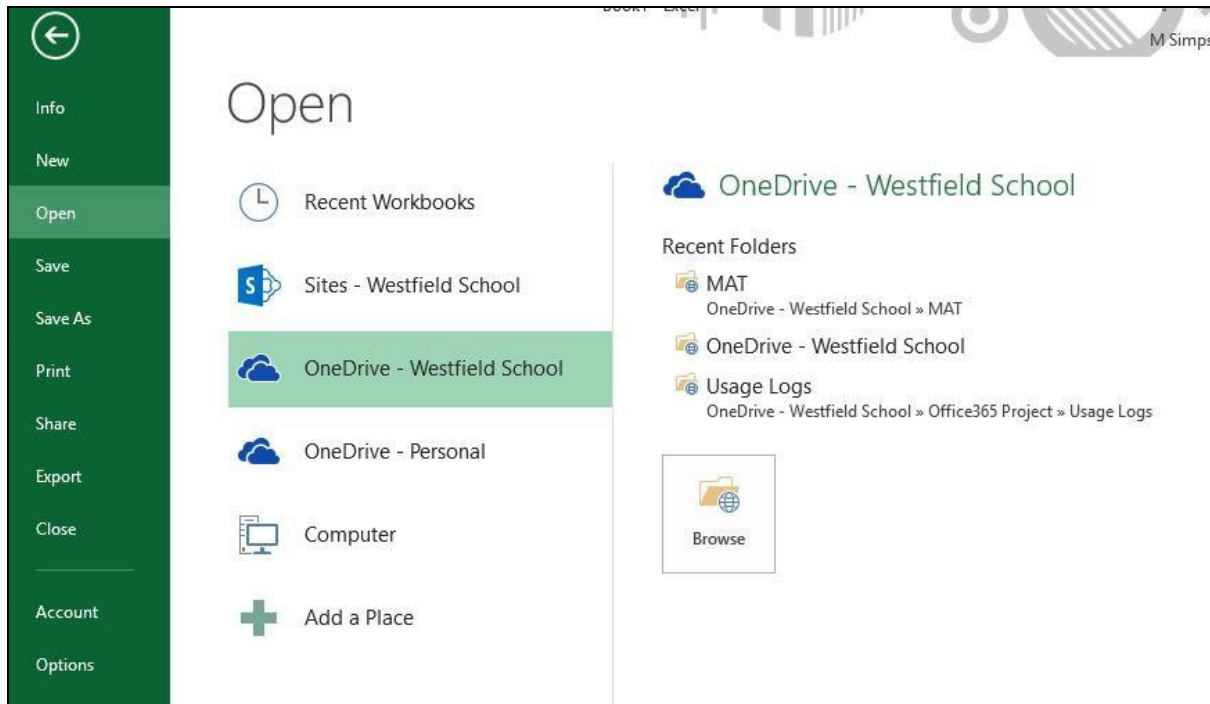 M Simps
Info
New
Open
Save
Save As
Print
Share
Export
Close
Account
Options
Open
Recent Workbooks
Sites - Westfield School
OneDrive - Westfield School
OneDrive - Personal
Computer
Add a Place
OneDrive - Westfield School
Recent Folders
MAT
OneDrive - Westfield School » MAT
OneDrive - Westfield School
Usage Logs
OneDrive - Westfield School » Office365 Project » Usage Logs
Browse